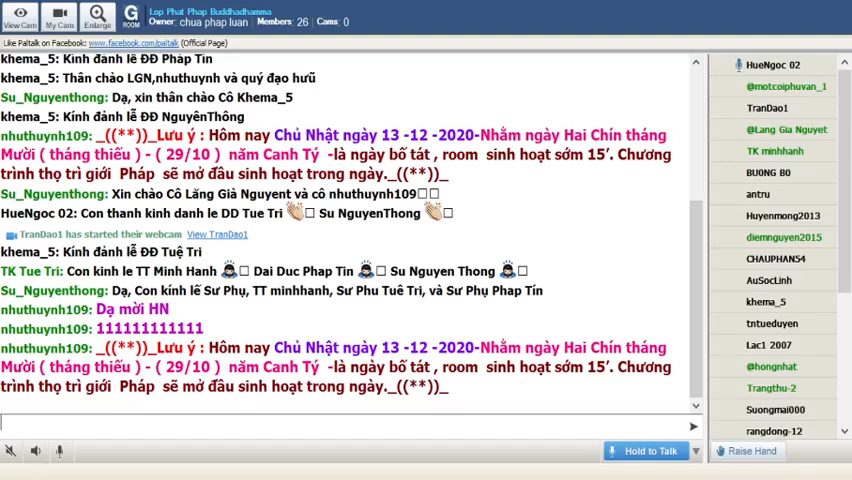 View Cam
My Cam
Enlarge
G
ROOM
Lop Phat Phap Buddhadhamma
Owner: chua phap luan Members: 26 Cams: 0
Like Paltalk on Facebook: www.facebook.com/paltalk (Official Page)
khema_5: Kính đảnh lễ ĐĐ Pháp Tín
khema_5: Thân chào LGN,nhuthuynh và quý đạo hưũ
Su_Nguyenthong: Dạ, xin thân chào Cô Khema_5
khema_5: Kính đảnh lễ ĐĐ NguyênThông
nhuthuynh109: _((**))_Lưu ý : Hôm nay Chủ Nhật ngày 13 -12 -2020-Nhằm ngày Hai Chín tháng
Mười ( tháng thiếu ) - ( 29/10 ) năm Canh Tý -là ngày bố tát , room sinh hoạt sớm 15’. Chương
trình thọ trì giới Pháp sẽ mở đầu sinh hoạt trong ngày._((**))_
Su_Nguyenthong: Xin chào Cô Lăng Già Nguyent và cô nhuthuynh109
HueNgoc 02: Con thanh kinh danh le DD Tue Tri Su NguyenThong
TranDao1 has started their webcam View TranDao1
khema_5: Kính đảnh lễ ĐĐ Tuệ Tri
TK Tue Tri: Con kinh le TT Minh Hanh Dai Duc Phap Tin Su Nguyen Thong
Su_Nguyenthong: Dạ, Con kính lễ Sư Phụ, TT minhhanh, Sư Phu Tuê Tri, và Sư Phụ Phap Tín
nhuthuynh109: Dạ mời HN
nhuthuynh109: 111111111111
nhuthuynh109: _((**))_Lưu ý : Hôm nay Chủ Nhật ngày 13 -12 -2020-Nhằm ngày Hai Chín tháng
Mười ( tháng thiếu ) - ( 29/10 ) năm Canh Tý -là ngày bố tát , room sinh hoạt sớm 15’. Chương
trình thọ trì giới Pháp sẽ mở đầu sinh hoạt trong ngày._((**))_
Hold to Talk
HueNgoc 02
@motcoiphuvan_1
TranDao1
@Lang Gia Nguyet
TK minhhanh
BUONG B0
antru
Huyenmong2013
diemnguyen2015
CHAUPHAN54
AuSocLinh
khema_5
tntueduyen
Lac1 2007
@hongnhat
Trangthu-2
Suongmai000
rangdong-12
Raise Hand